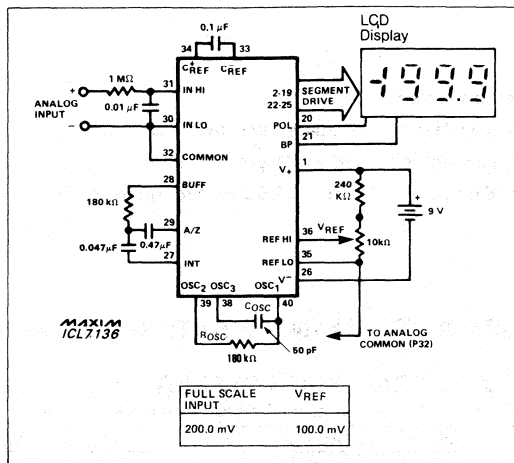 LCD
Display
0.1 µF
34 33
C+REF C-REF
1 MΩ
31 IN HI
+
ANALOG
INPUT
-
0.01 µF
30 IN LO
32 COMMON
28 BUFF
180 kΩ
29 A/Z
0.047µF 0.47µF
27 INT
2-19
22-25
SEGMENT
DRIVE
-199.9
20
POL
21
BP
1
V+
240
KΩ
+
9 V
36 VREF
REF HI
10kΩ
35
REF LO
26
V-
OSC2 OSC3 OSC1
39 38 40
COSC
ROSC
50 pF
180 kΩ
TO ANALOG
COMMON (P32)
MAXIM
ICL7136
FULL SCALE INPUT VREF
200.0 mV 100.0 mV